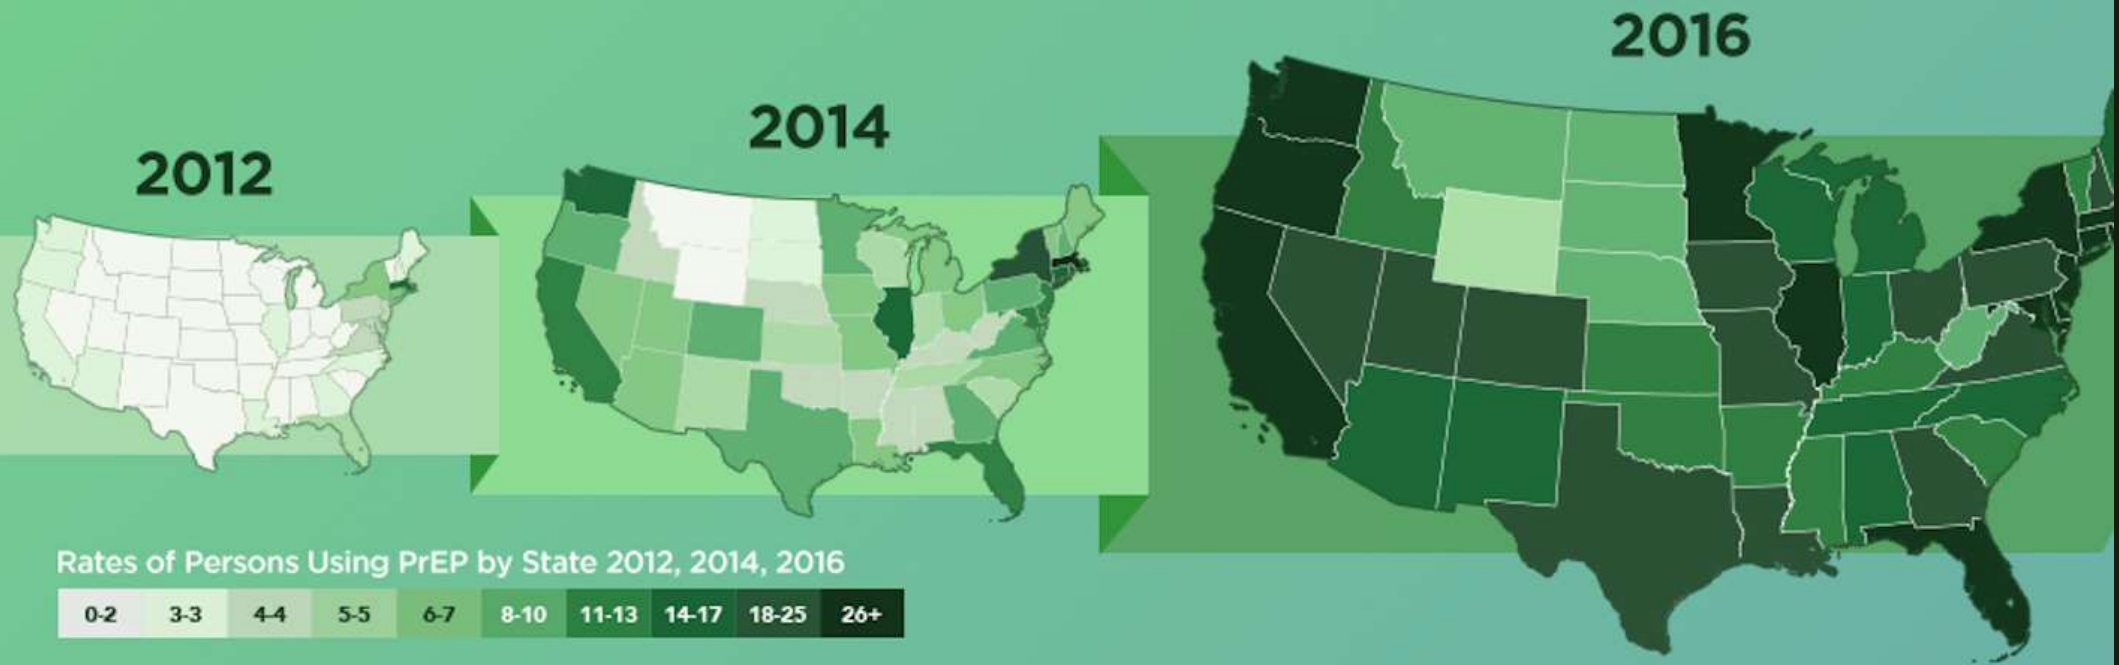 2012
2014
2016
Rates of Persons Using PrEP by State 2012, 2014, 2016
0-2 3-3 4-4 5-5 6-7 8-10 11-13 14-17 18-25 26+